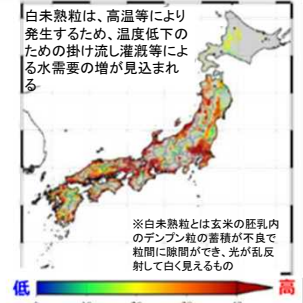 白未熟粒は、高温等により
発生するため、温度低下の
ための掛け流し灌漑等によ
る水需要の増が見込まれ
る
※白未熟粒とは玄米の胚乳内
のデンプン粒の蓄積が不良で
粒間に隙間ができ、光が乱反
射して白く見えるもの
低
高